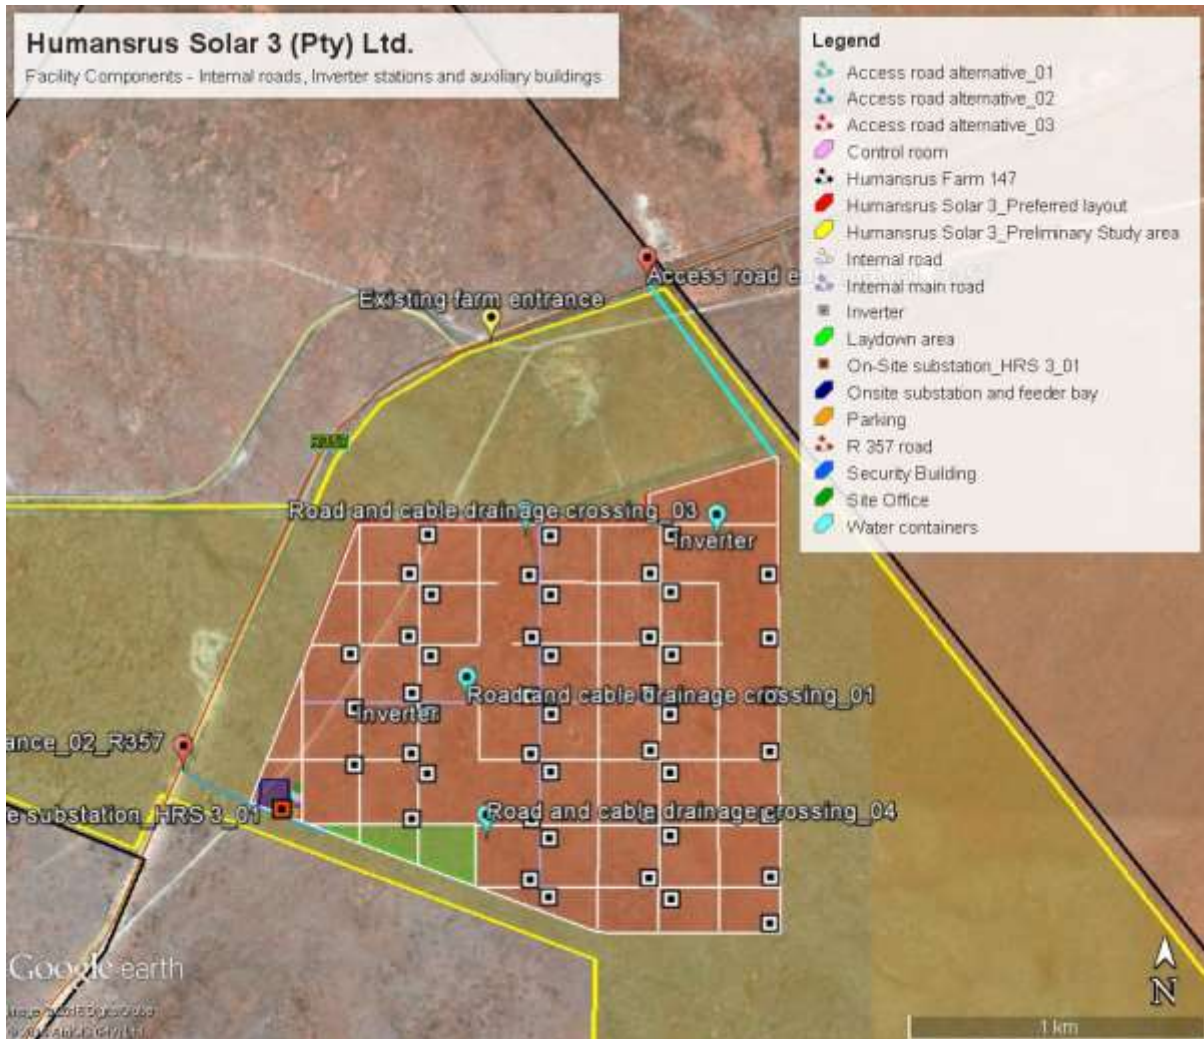 Humansrus Solar 3 (Pty) Ltd.
Facility Components - Internal roads, Inverter stations and auxiliary buildings
Legend
Access road alternative_01
Access road alternative_02
Access road alternative_03
Control room
Humansrus Farm 147
Humansrus Solar 3_Preferred layout
Humansrus Solar 3_Preliminary Study area
Internal road
Internal main road
Inverter
Laydown area
On-Site substation_HRS 3_01
Onsite substation and feeder bay
Parking
R 357 road
Security Building
Site Office
Water containers
Access road e
Existing farm entrance
R357
Road and cable drainage crossing_03
Inverter
Road and cable drainage crossing_01
Inverter
ance_02_R357
e substation_HRS 3_01
Road and cable drainage crossing_04
Google earth
N
1 km